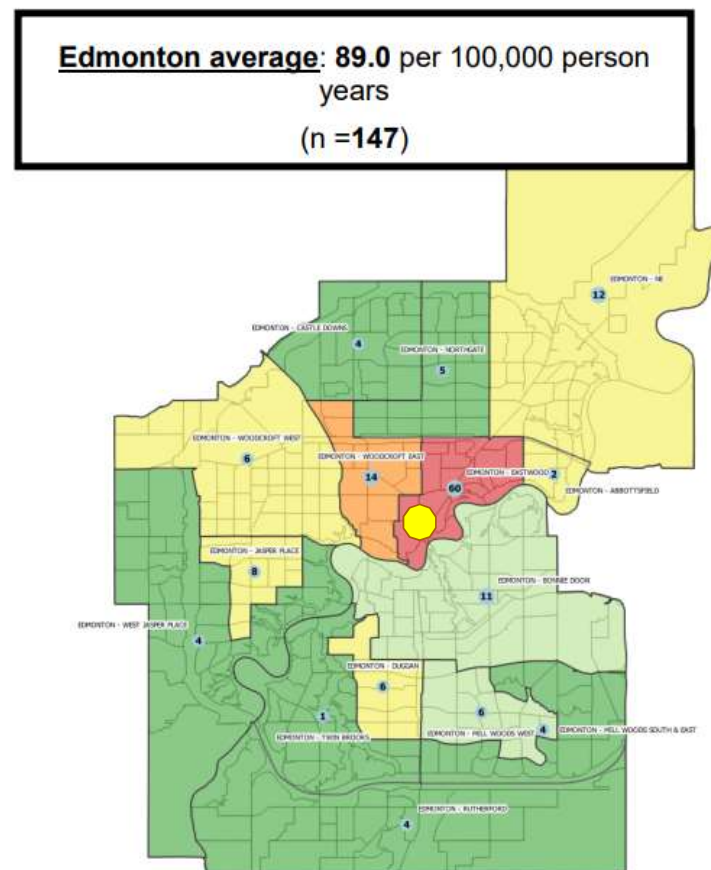 Edmonton average: 89.0 per 100,000 person
years
(n =147)
EDMONTON - NE
12
EDMONTON - CASTLE DOWNS
4
EDMONTON - NORTHGATE
5
EDMONTON - WOODCROFT WEST
6
EDMONTON - WOODCROFT EAST
14
EDMONTON - EASTWOOD
60
2
EDMONTON - ABBOTTSFIELD
EDMONTON - JASPER PLACE
8
EDMONTON - BONNIE DOON
11
EDMONTON - WEST JASPER PLACE
4
EDMONTON - DUGGAN
6
1
EDMONTON - TWIN BROOKS
6
EDMONTON - MILL WOODS WEST
4
EDMONTON - MILL WOODS SOUTH & EAST
EDMONTON - RUTHERFORD
4